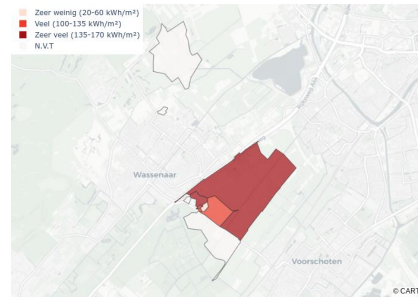 Zeer weinig (20-60 kWh/m²)
Veel (100-135 kWh/m²)
Zeer veel (135-170 kWh/m²)
N.V.T
Wassenaar
Voorschoten
© CART